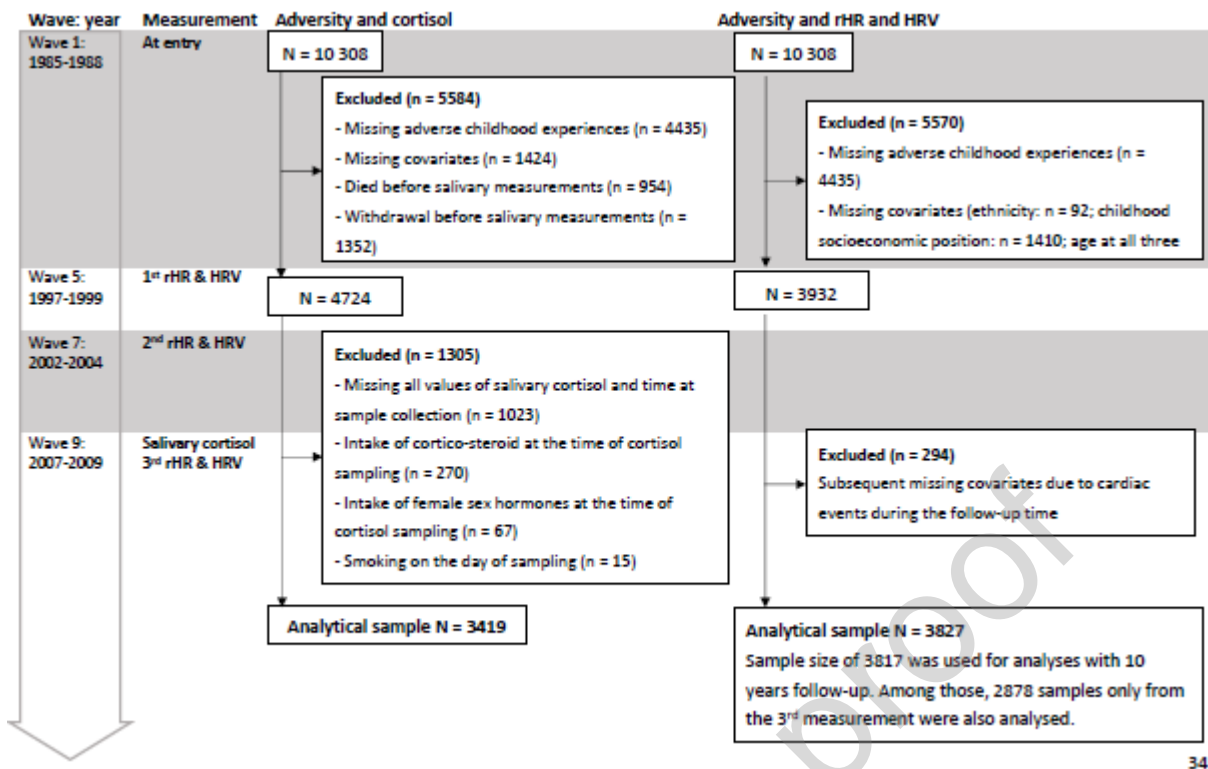 Wave: year Measurement Adversity and cortisol Adversity and rHR and HRV
Wave 1:
1985-1988
At entry
N = 10 308
Excluded (n = 5584)
- Missing adverse childhood experiences (n = 4435)
- Missing covariates (n = 1424)
- Died before salivary measurements (n = 954)
- Withdrawal before salivary measurements (n =
1352)
N = 10 308
Excluded (n = 5570)
- Missing adverse childhood experiences (n =
4435)
- Missing covariates (ethnicity: n = 92; childhood
socioeconomic position: n = 1410; age at all three
Wave 5:
1997-1999
1st rHR & HRV
N = 4724
N = 3932
Wave 7:
2002-2004
2nd rHR & HRV
Excluded (n = 1305)
- Missing all values of salivary cortisol and time at
sample collection (n = 1023)
- Intake of cortico-steroid at the time of cortisol
sampling (n = 270)
- Intake of female sex hormones at the time of
cortisol sampling (n = 67)
- Smoking on the day of sampling (n = 15)
Wave 9:
2007-2009
Salivary cortisol
3rd rHR & HRV
Excluded (n = 294)
Subsequent missing covariates due to cardiac
events during the follow-up time
Analytical sample N = 3419
Analytical sample N = 3827
Sample size of 3817 was used for analyses with 10
years follow-up. Among those, 2878 samples only from
the 3rd measurement were also analysed.
proof
34